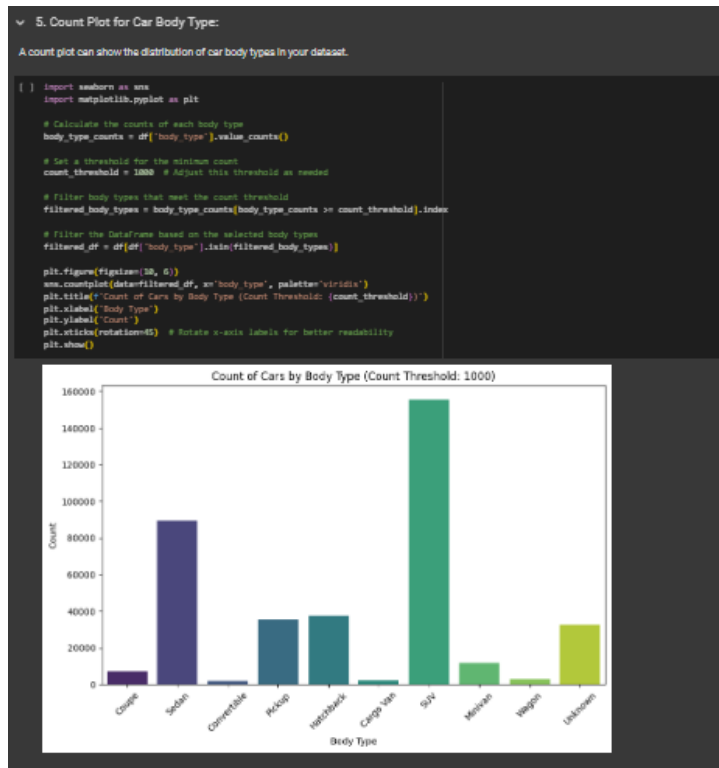 5. Count Plot for Car Body Type:
A count plot can show the distribution of car body types in your dataset.
[ ] import seaborn as sns
import matplotlib.pyplot as plt
# Calculate the counts of each body type
body_type_counts = df['body_type'].value_counts()
# Set a threshold for the minimum count
count_threshold = 1000 # Adjust this threshold as needed
# Filter body types that meet the count threshold
filtered_body_types = body_type_counts[body_type_counts >= count_threshold].index
# Filter the DataFrame based on the selected body types
filtered_df = df[df['body_type'].isin(filtered_body_types)]
plt.figure(figsize=(10, 6))
sns.countplot(data=filtered_df, x='body_type', palette='viridis')
plt.title(f'Count of Cars by Body Type (Count Threshold: {count_threshold})')
plt.xlabel('Body Type')
plt.ylabel('Count')
plt.xticks(rotation=45) # Rotate x-axis labels for better readability
plt.show()
Count of Cars by Body Type (Count Threshold: 1000)
160000
140000
120000
100000
80000
60000
40000
20000
0
Count
Coupe
Sedan
Convertible
Pickup
Hatchback
Cargo Van
SUV
Minivan
Wagon
Unknown
Body Type